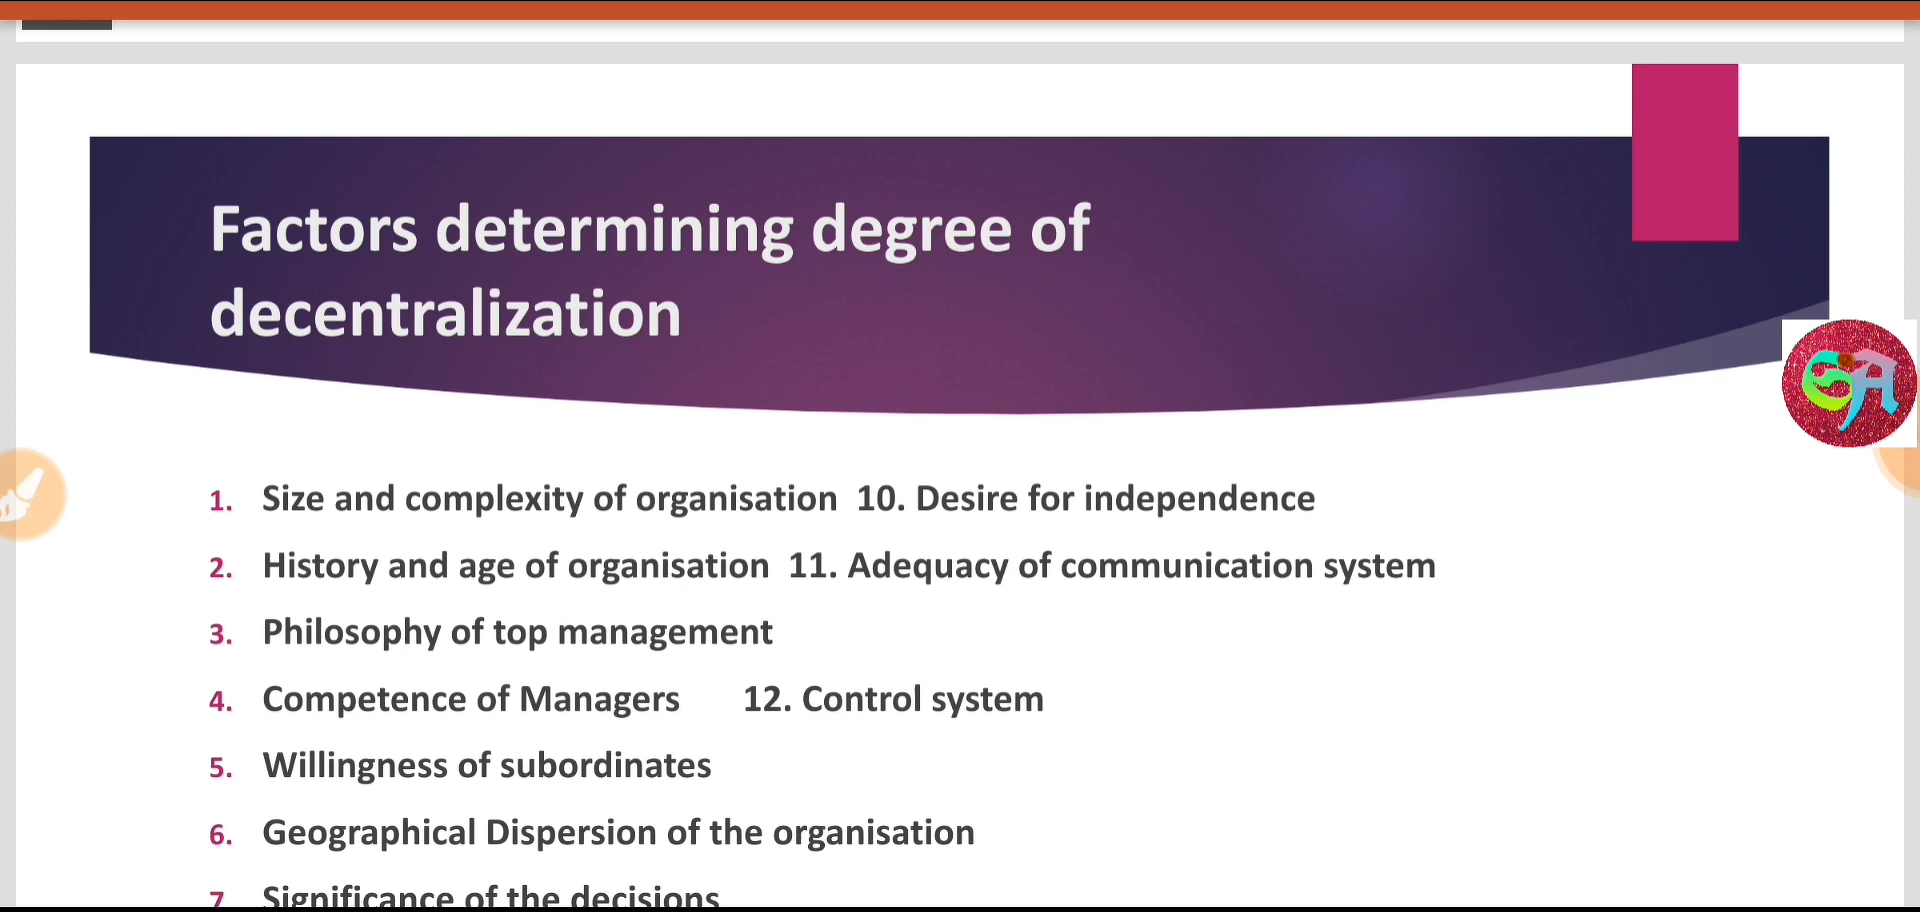 Factors determining degree of
decentralization
1. Size and complexity of organisation 10. Desire for independence
2. History and age of organisation 11. Adequacy of communication system
3. Philosophy of top management
4. Competence of Managers 12. Control system
5. Willingness of subordinates
6. Geographical Dispersion of the organisation
7 Significance of the decisions